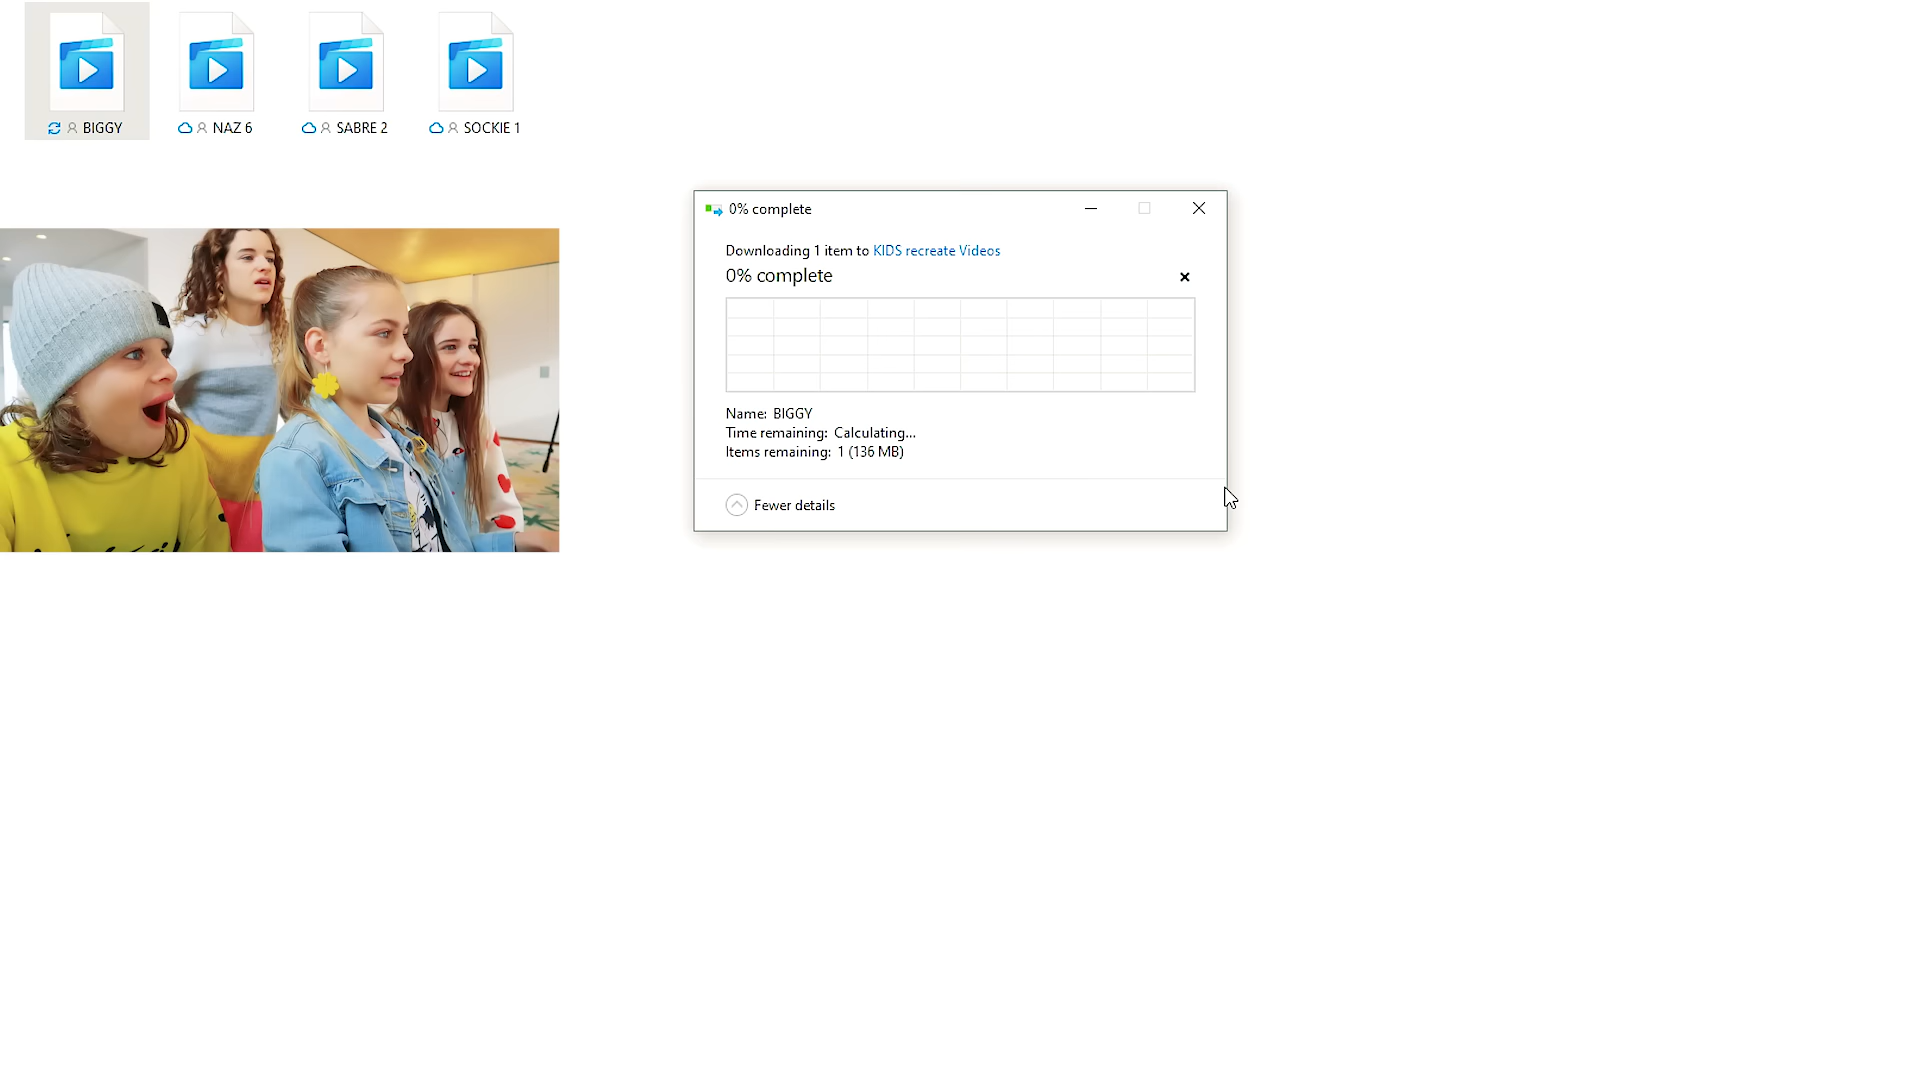 BIGGY
NAZ 6
SABRE 2
SOCKIE 1
0% complete
Downloading 1 item to KIDS recreate Videos
0% complete
Name: BIGGY
Time remaining: Calculating...
Items remaining: 1 (136 MB)
Fewer details